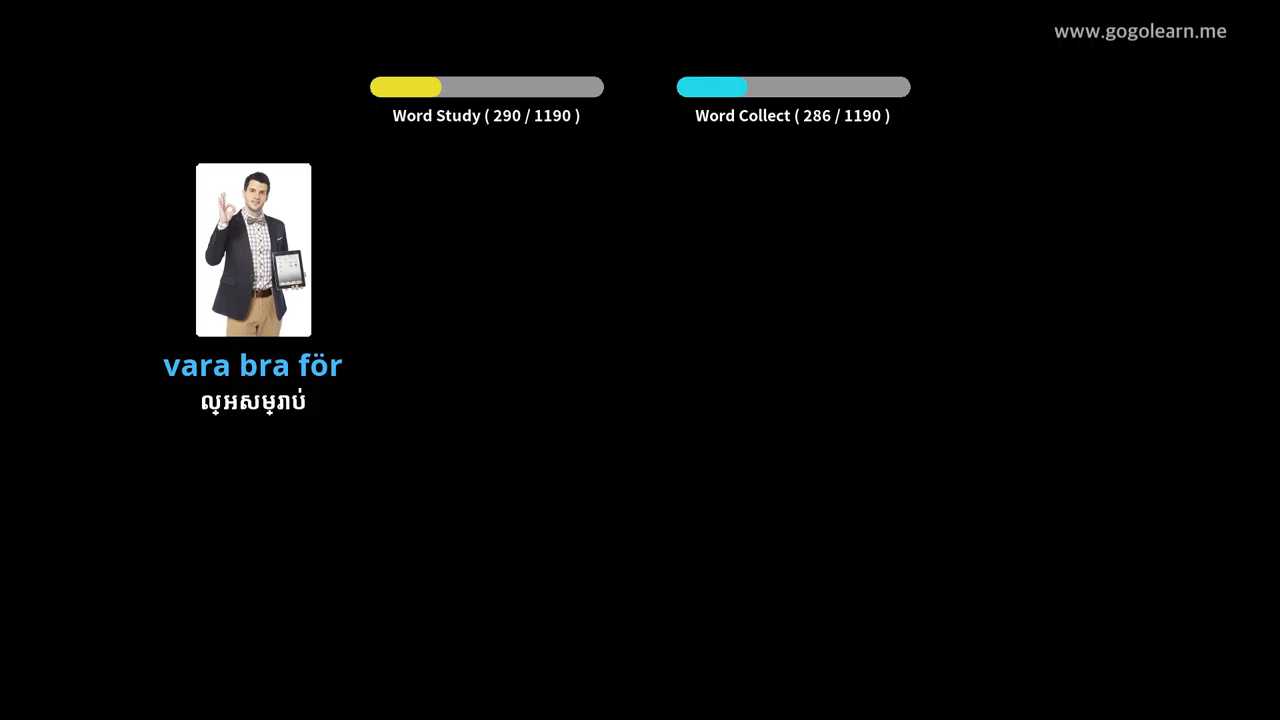 www.gogolearn.me
Word Study ( 290 / 1190 )
Word Collect ( 286 / 1190 )
vara bra för
ល្អសម្រាប់